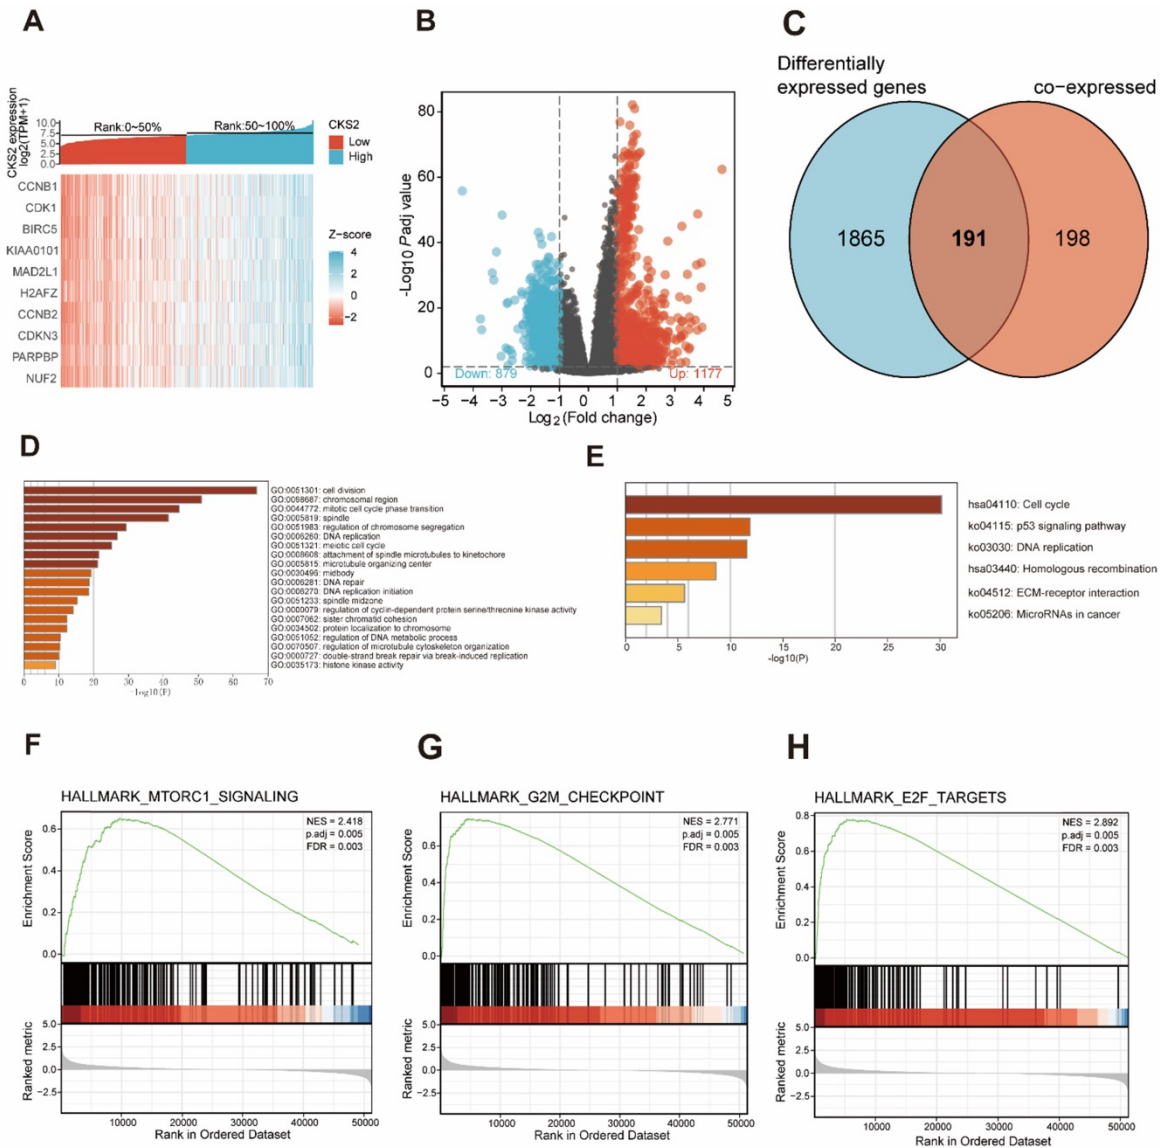 A
CKS2 expression
log2(TPM+1)
10.0
7.5
5.0
2.5
0.0
Rank:0~50%
Rank:50~100%
CKS2
Low
High
CCNB1
CDK1
BIRC5
KIAA0101
MAD2L1
H2AFZ
CCNB2
CDKN3
PARPBP
NUF2
Z-score
4
2
0
−2
B
-Log10 Padj value
80
60
40
20
0
Down: 879
Up: 1177
−5 −4 −3 −2 −1 0 1 2 3 4 5
Log2 (Fold change)
C
Differentially
expressed genes
co-expressed
1865
191
198
D
GO:0051301: cell division
GO:0098687: chromosomal region
GO:0044772: mitotic cell cycle phase transition
GO:0005819: spindle
GO:0051983: regulation of chromosome segregation
GO:0006260: DNA replication
GO:0051321: meiotic cell cycle
GO:0008608: attachment of spindle microtubules to kinetochore
GO:0005815: microtubule organizing center
GO:0030496: midbody
GO:0006281: DNA repair
GO:0006270: DNA replication initiation
GO:0051233: spindle midzone
GO:0000079: regulation of cyclin-dependent protein serine/threonine kinase activity
GO:0007062: sister chromatid cohesion
GO:0034502: protein localization to chromosome
GO:0051052: regulation of DNA metabolic process
GO:0070507: regulation of microtubule cytoskeleton organization
GO:0000727: double-strand break repair via break-induced replication
GO:0035173: histone kinase activity
0 10 20 30 40 50 60 70
-log10(P)
E
hsa04110: Cell cycle
ko04115: p53 signaling pathway
ko03030: DNA replication
hsa03440: Homologous recombination
ko04512: ECM-receptor interaction
ko05206: MicroRNAs in cancer
0 5 10 15 20 25 30
-log10(P)
F
HALLMARK_MTORC1_SIGNALING
NES = 2.418
p.adj = 0.005
FDR = 0.003
Enrichment Score
0.6
0.4
0.2
0.0
Ranked metric
5.0
2.5
0.0
−2.5
10000 20000 30000 40000 50000
Rank in Ordered Dataset
G
HALLMARK_G2M_CHECKPOINT
NES = 2.771
p.adj = 0.005
FDR = 0.003
Enrichment Score
0.6
0.4
0.2
0.0
Ranked metric
5.0
2.5
0.0
−2.5
10000 20000 30000 40000 50000
Rank in Ordered Dataset
H
HALLMARK_E2F_TARGETS
NES = 2.892
p.adj = 0.005
FDR = 0.003
Enrichment Score
0.8
0.6
0.4
0.2
0.0
Ranked metric
5.0
2.5
0.0
−2.5
10000 20000 30000 40000 50000
Rank in Ordered Dataset